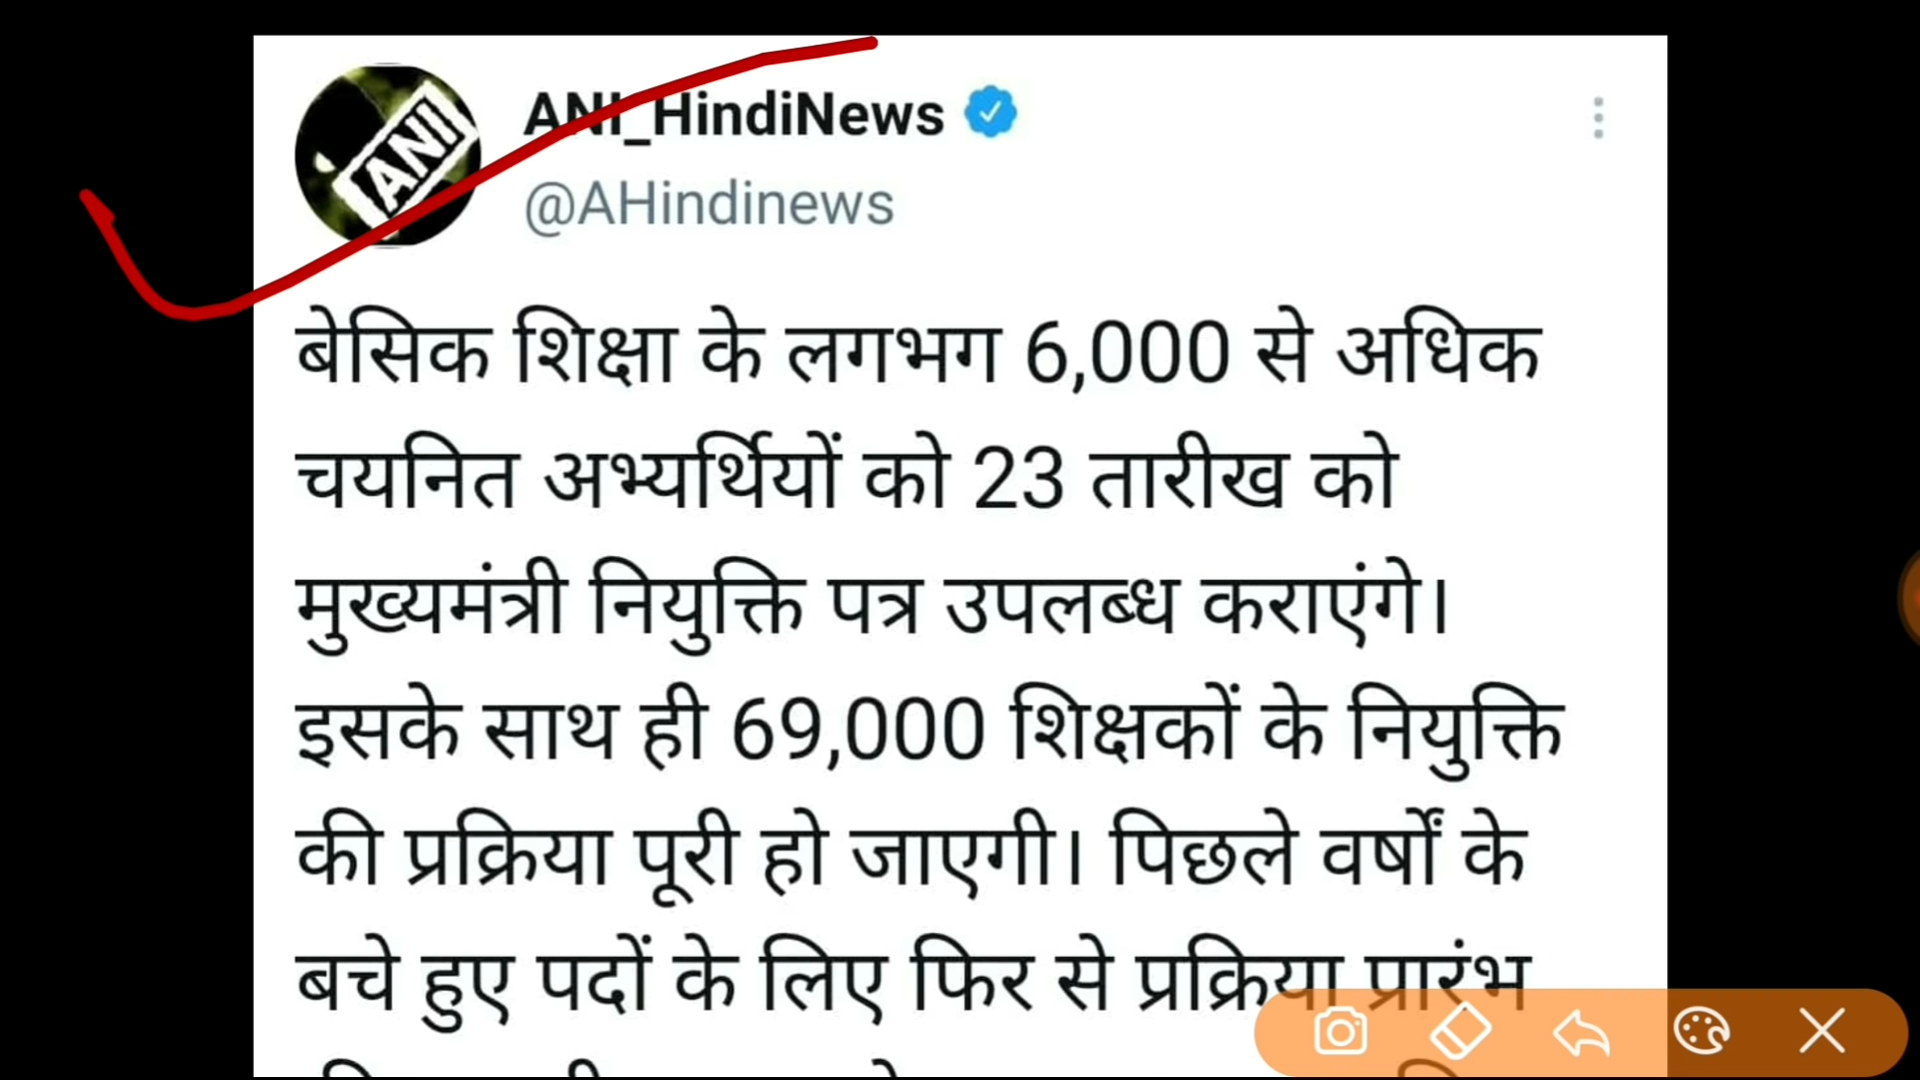 ANI
ANI_HindiNews
@AHindinews
बेसिक शिक्षा के लगभग 6,000 से अधिक
चयनित अभ्यर्थियों को 23 तारीख को
मुख्यमंत्री नियुक्ति पत्र उपलब्ध कराएंगे।
इसके साथ ही 69,000 शिक्षकों के नियुक्ति
की प्रक्रिया पूरी हो जाएगी। पिछले वर्षों के
बचे हुए पदों के लिए फिर से प्रक्रिया प्रारंभ